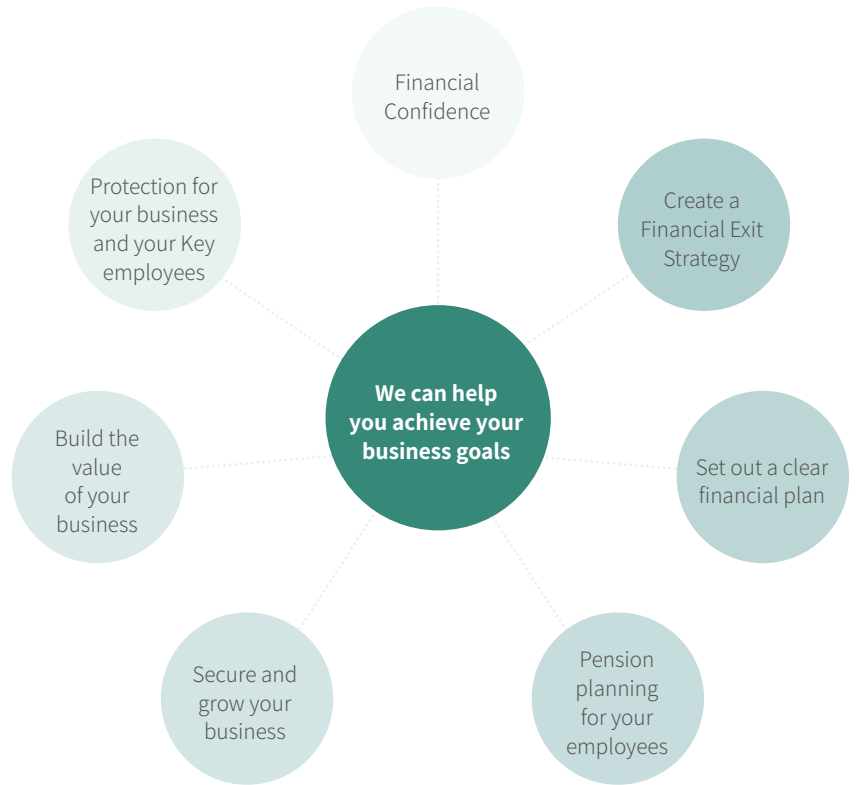 Financial
Confidence
Create a
Financial Exit
Strategy
Set out a clear
financial plan
Pension
planning
for your
employees
Secure and
grow your
business
Build the
value
of your
business
Protection for
your business
and your Key
employees
We can help
you achieve your
business goals